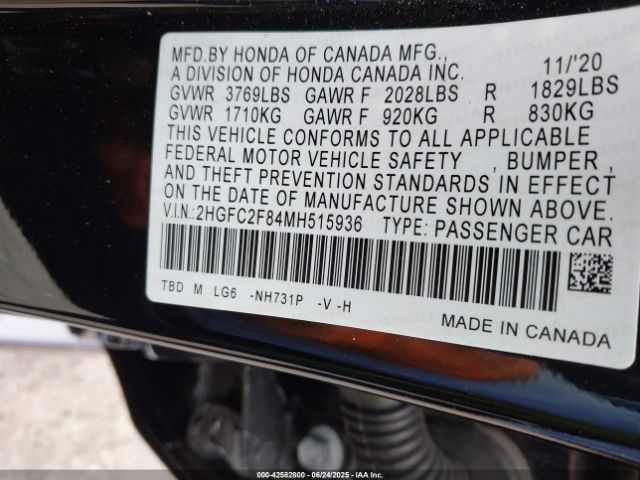 MFD.BY HONDA OF CANADA MFG.,
A DIVISION OF HONDA CANADA INC. 11/'20
GVWR 3769LBS GAWR F 2028LBS R 1829LBS
GVWR 1710KG GAWR F 920KG R 830KG
THIS VEHICLE CONFORMS TO ALL APPLICABLE
FEDERAL MOTOR VEHICLE SAFETY , BUMPER ,
AND THEFT PREVENTION STANDARDS IN EFFECT
ON THE DATE OF MANUFACTURE SHOWN ABOVE.
V.I.N.:2HGFC2F84MH515936 TYPE: PASSENGER CAR
TBD M LG6 -NH731P -V -H
MADE IN CANADA
000-42582800 - 06/24/2025 - IAA Inc.